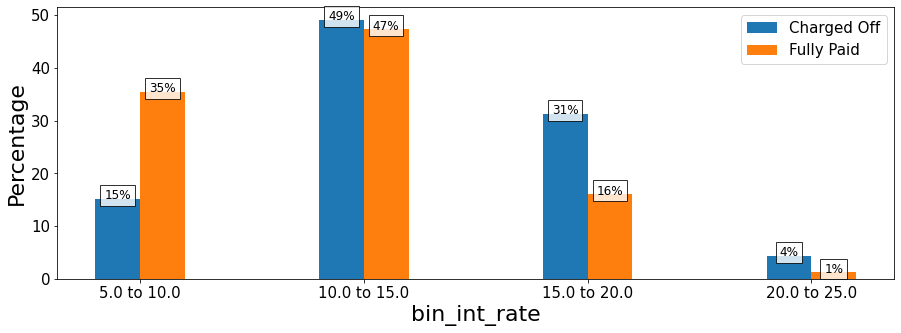 50
40
30
20
10
0
Percentage
15%
35%
49%
47%
31%
16%
4%
1%
Charged Off
Fully Paid
5.0 to 10.0
10.0 to 15.0
15.0 to 20.0
20.0 to 25.0
bin_int_rate